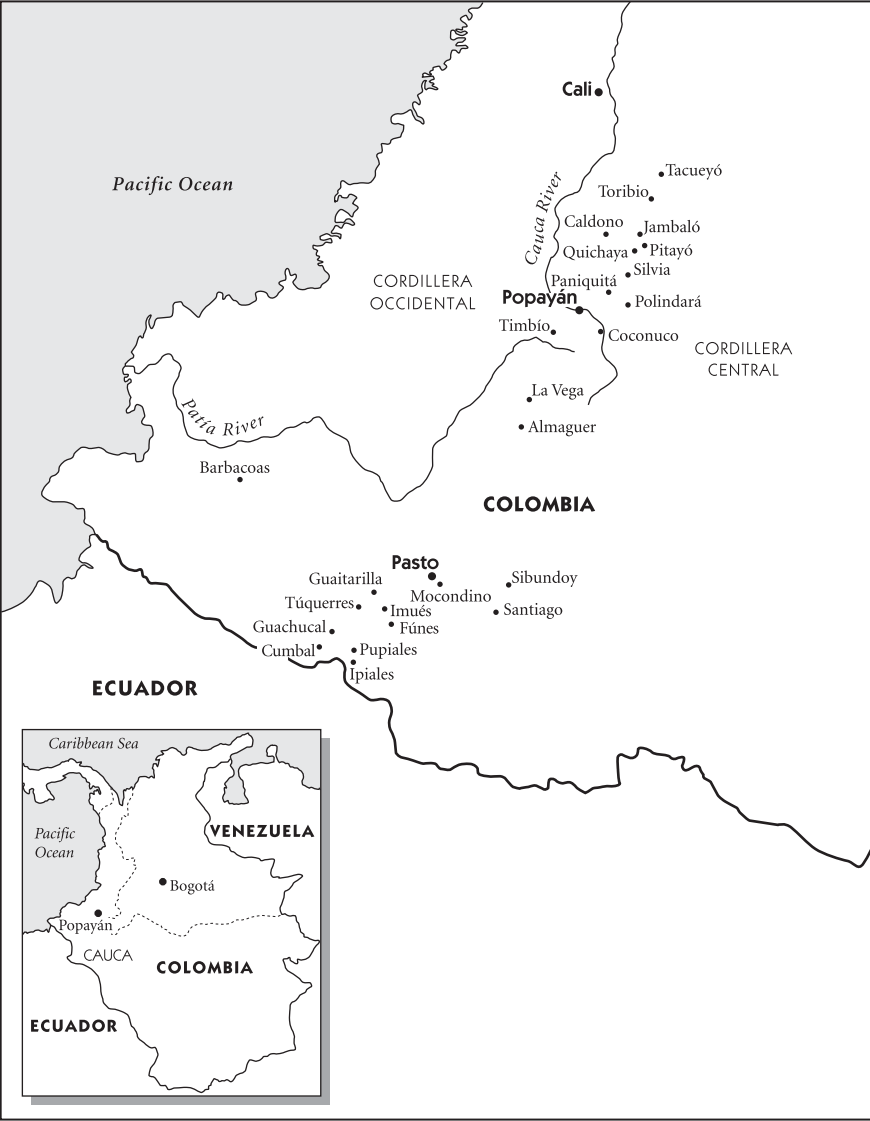 Cali
Pacific Ocean
Tacueyó
Toribio
Cauca River
Caldono
Jambaló
Quichaya
Pitayó
Silvia
CORDILLERA
OCCIDENTAL
Paniquitá
Popayán
Polindará
Timbío
Coconuco
CORDILLERA
CENTRAL
La Vega
Patía River
Almaguer
Barbacoas
COLOMBIA
Pasto
Guaitarilla
Sibundoy
Mocondino
Túquerres
Imués
Santiago
Guachucal
Fúnes
Cumbal
Pupiales
Ipiales
ECUADOR
Caribbean Sea
Pacific
Ocean
VENEZUELA
Bogotá
Popayán
CAUCA
COLOMBIA
ECUADOR